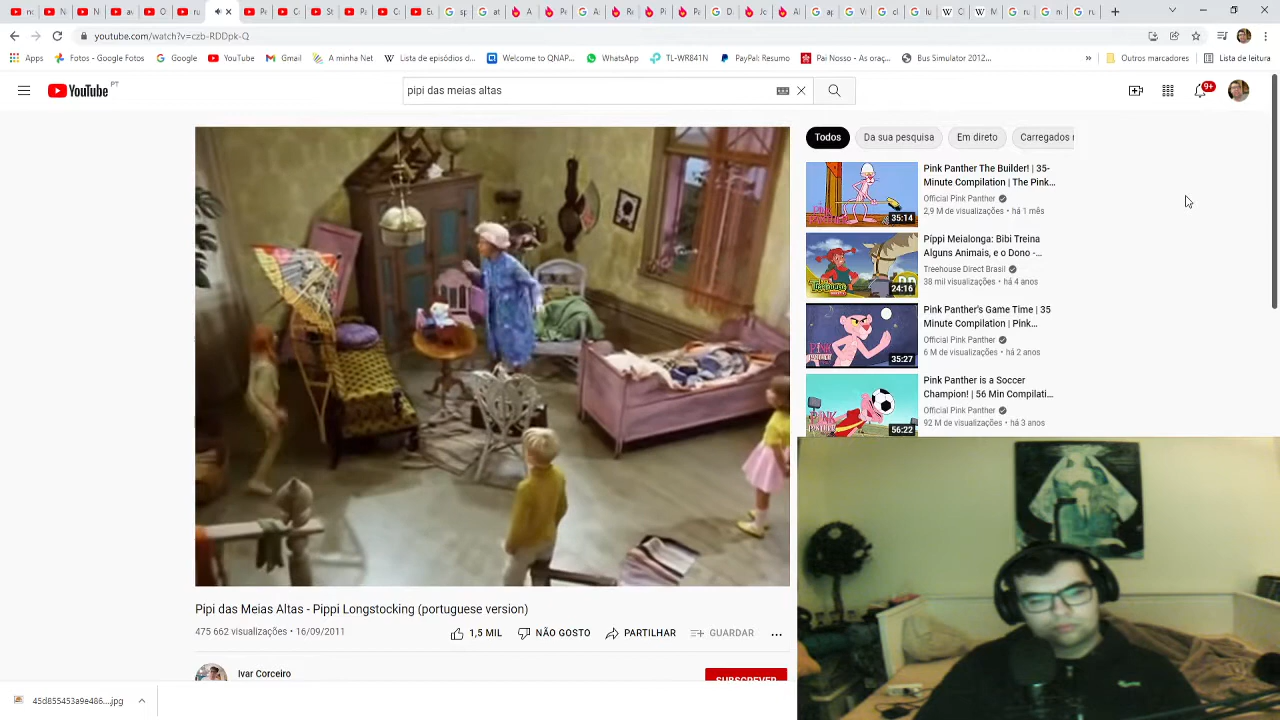 youtube.com/watch?v=czb-RDDpk-Q
Apps
Fotos - Google Fotos
Google
YouTube
Gmail
A minha Net
Lista de episódios d...
Welcome to QNAP...
WhatsApp
TL-WR841N
PayPal: Resumo
Pai Nosso - As oraç...
Bus Simulator 2012...
»
Outros marcadores
Lista de leitura
YouTube PT
pipi das meias altas
9+
Todos
Da sua pesquisa
Em direto
Carregados r
Pink Panther The Builder! | 35-
Minute Compilation | The Pink...
Official Pink Panther
2,9 M de visualizações • há 1 mês
35:14
Píppi Meialonga: Bibi Treina
Alguns Animais, e o Dono -...
Treehouse Direct Brasil
38 mil visualizações • há 4 anos
24:16
Pink Panther's Game Time | 35
Minute Compilation | Pink...
Official Pink Panther
6 M de visualizações • há 2 anos
35:27
Pink Panther is a Soccer
Champion! | 56 Min Compilati...
Official Pink Panther
92 M de visualizações • há 3 anos
56:22
Pipi das Meias Altas - Pippi Longstocking (portuguese version)
475 662 visualizações • 16/09/2011
1,5 MIL
NÃO GOSTO
PARTILHAR
GUARDAR
Ivar Corceiro
SUBSCREVER
45d855453a9e486....jpg